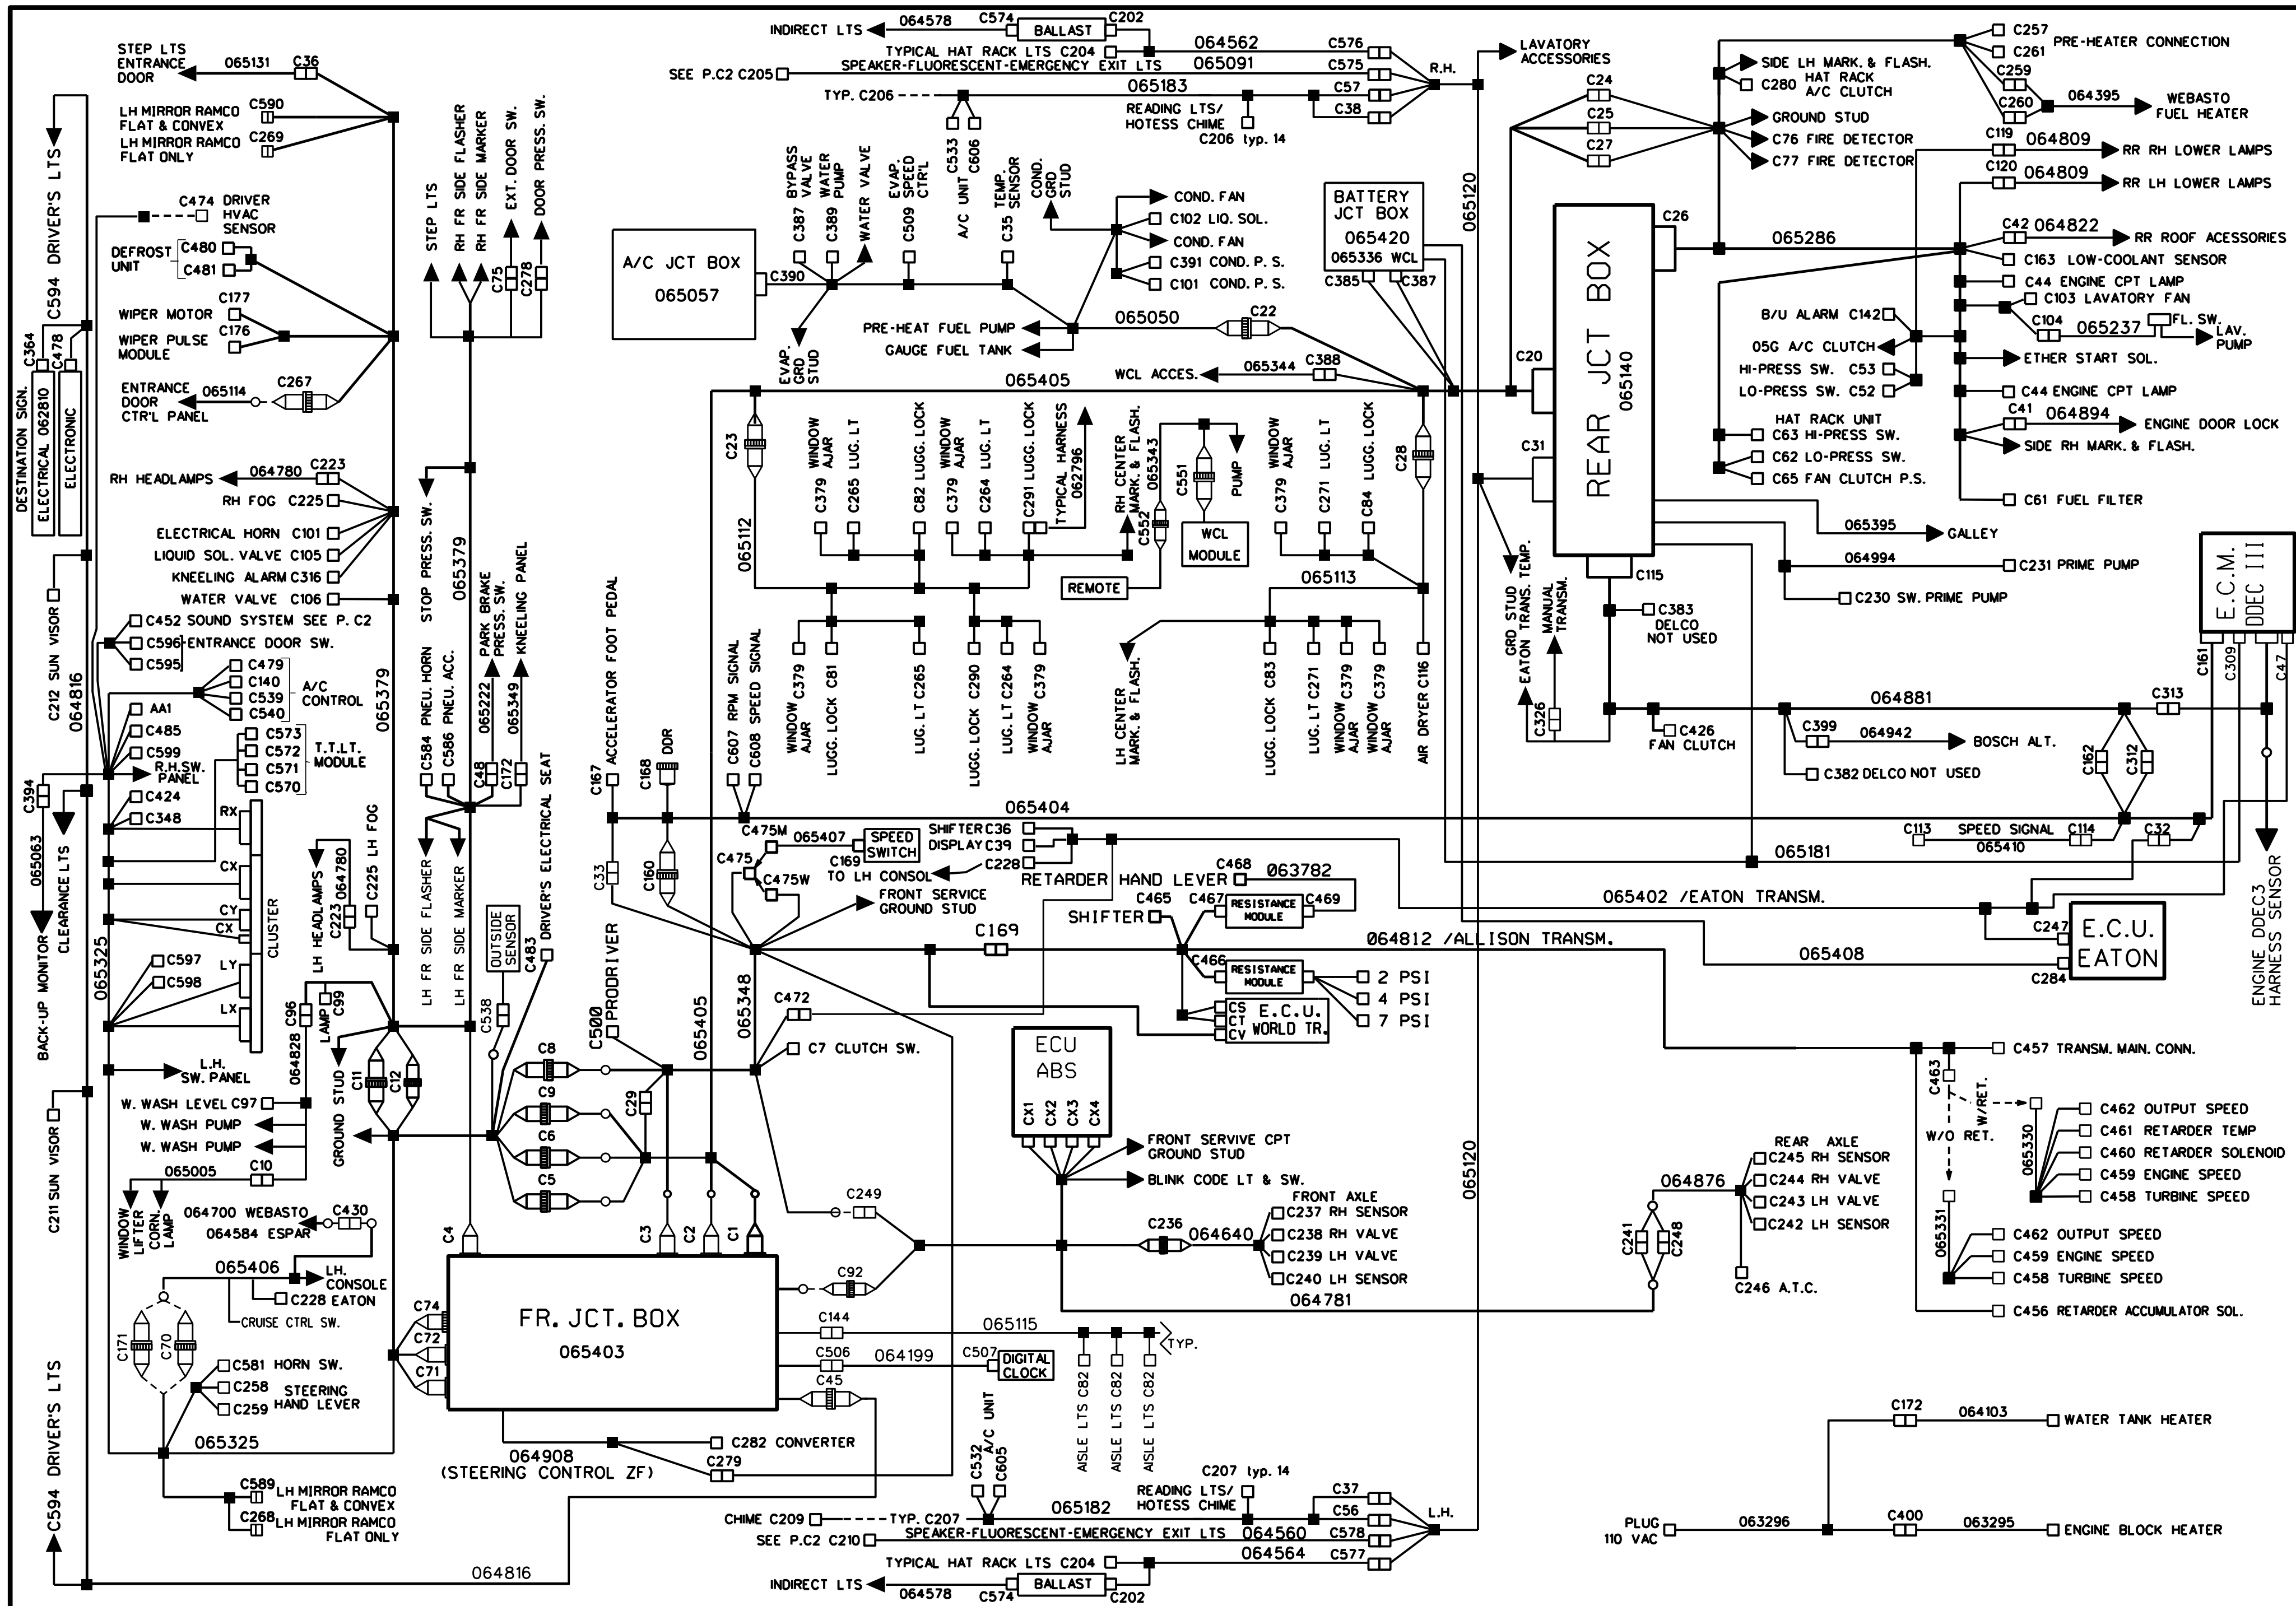 STEP LTS
ENTRANCE
DOOR
065131
C36
LH MIRROR RAMCO
FLAT & CONVEX
C590
LH MIRROR RAMCO
FLAT ONLY
C269
C594 DRIVER'S LTS
C474
DRIVER
HVAC
SENSOR
DEFROST
UNIT
C480
C481
WIPER MOTOR
C177
WIPER PULSE
MODULE
C176
DESTINATION SIGN.
C364
C478
ELECTRICAL 062810
ELECTRONIC
ENTRANCE
DOOR
CTR'L PANEL
065114
C267
RH HEADLAMPS
064780
C223
RH FOG C225
ELECTRICAL HORN C101
LIQUID SOL. VALVE C105
KNEELING ALARM C316
WATER VALVE C106
C212 SUN VISOR
064816
C452 SOUND SYSTEM SEE P. C2
C596
ENTRANCE DOOR SW.
C595
C479
C140
C539
C540
A/C
CONTROL
AA1
C485
C599
R.H.SW.
PANEL
C573
C572
C571
C570
T.T.LT.
MODULE
C424
C348
C394
065063
BACK-UP MONITOR
CLEARANCE LTS
065325
RX
CX
CY
CX
LY
LX
CLUSTER
C597
C598
065379
STEP LTS
RH FR SIDE FLASHER
RH FR SIDE MARKER
EXT. DOOR SW.
DOOR PRESS. SW.
C75
C278
STOP PRESS. SW.
065379
C584 PNEU. HORN
C586 PNEU. ACC.
PARK BRAKE
PRESS. SW.
065222
C48
KNEELING PANEL
065349
C172
LH FR SIDE FLASHER
LH FR SIDE MARKER
LH HEADLAMPS
064780
C223
C225 LH FOG
OUTSIDE
SENSOR
C538
C483 DRIVER'S ELECTRICAL SEAT
C96
LAMP
C99
064828
GROUND STUD
C11
C12
L.H.
SW. PANEL
W. WASH LEVEL C97
W. WASH PUMP
W. WASH PUMP
065005
C10
C211 SUN VISOR
WINDOW
LIFTER
CORN.
LAMP
064700 WEBASTO
064584 ESPAR
C430
065406
LH.
CONSOLE
C228 EATON
CRUISE CTRL SW.
C171
C70
C581 HORN SW.
C258
C259
STEERING
HAND LEVER
065325
C594 DRIVER'S LTS
C589
LH MIRROR RAMCO
FLAT & CONVEX
C268
LH MIRROR RAMCO
FLAT ONLY
064816
INDIRECT LTS
064578
C574
BALLAST
C202
TYPICAL HAT RACK LTS C204
064562
C576
SEE P.C2 C205
SPEAKER-FLUORESCENT-EMERGENCY EXIT LTS
065091
C575
R.H.
TYP. C206
065183
C57
READING LTS/
HOTESS CHIME
C38
C206 typ. 14
C533
C606
A/C UNIT
LAVATORY
ACCESSORIES
BYPASS
VALVE
C387
WATER
PUMP
C389
WATER VALVE
EVAP.
SPEED
CTR'L
C509
TEMP.
SENSOR
C35
COND.
GRD
STUD
A/C JCT BOX
065057
C390
COND. FAN
C102 LIQ. SOL.
COND. FAN
C391 COND. P. S.
C101 COND. P. S.
PRE-HEAT FUEL PUMP
GAUGE FUEL TANK
065050
C22
EVAP.
GRD
STUD
WCL ACCES.
065344
C388
065405
BATTERY
JCT BOX
065420
065336 WCL
C385
C387
065120
C23
WINDOW
AJAR
C379
C265 LUG. LT
C82 LUGG. LOCK
WINDOW
AJAR
C379
C264 LUG. LT
C291 LUGG. LOCK
TYPICAL HARNESS
062796
RH CENTER
MARK. & FLASH.
065343
C552
C551
PUMP
WCL
MODULE
REMOTE
WINDOW
AJAR
C379
C271 LUG. LT
C84 LUGG. LOCK
C28
065112
065113
WINDOW C379
AJAR
LUGG. LOCK C81
LUG. LT C265
LUGG. LOCK C290
LUG. LT C264
WINDOW C379
AJAR
LH CENTER
MARK. & FLASH.
LUGG. LOCK C83
LUG. LT C271
WINDOW C379
AJAR
WINDOW C379
AJAR
AIR DRYER C116
C167 ACCELERATOR FOOT PEDAL
C168 DDR
C607 RPM SIGNAL
C608 SPEED SIGNAL
065404
C475M
065407
SPEED
SWITCH
C475
C475W
C33
C160
C169
TO LH CONSOL
SHIFTER C36
DISPLAY C39
C228
FRONT SERVICE
GROUND STUD
RETARDER HAND LEVER
C468
063782
SHIFTER
C465
C467
RESISTANCE
MODULE
C469
C169
064812 /ALLISON TRANSM.
C466
RESISTANCE
MODULE
2 PSI
4 PSI
7 PSI
CS
CT
CV
E.C.U.
WORLD TR.
C500 PRODRIVER
065405
065348
C472
C7 CLUTCH SW.
C8
C9
C6
C5
C29
C4
C3
C2
C1
ECU
ABS
CX1
CX2
CX3
CX4
FRONT SERVIVE CPT
GROUND STUD
BLINK CODE LT & SW.
C249
C92
C236
064640
FRONT AXLE
C237 RH SENSOR
C238 RH VALVE
C239 LH VALVE
C240 LH SENSOR
064781
FR. JCT. BOX
065403
C74
C72
C71
C144
065115
TYP.
C506
064199
C507
DIGITAL
CLOCK
C45
AISLE LTS C82
AISLE LTS C82
AISLE LTS C82
064908
(STEERING CONTROL ZF)
C282 CONVERTER
C279
C532
A/C UNIT
C605
C207 typ. 14
READING LTS/
HOTESS CHIME
C37
CHIME C209
TYP. C207
065182
C56
L.H.
SEE P.C2 C210
SPEAKER-FLUORESCENT-EMERGENCY EXIT LTS
064560
C578
TYPICAL HAT RACK LTS C204
064564
C577
INDIRECT LTS
064578
C574
BALLAST
C202
065120
C24
C25
C27
REAR JCT BOX
065140
C20
C31
C26
C115
SIDE LH MARK. & FLASH.
C280 HAT RACK
A/C CLUTCH
GROUND STUD
C76 FIRE DETECTOR
C77 FIRE DETECTOR
C257
C261
PRE-HEATER CONNECTION
C259
C260
064395
WEBASTO
FUEL HEATER
C119
064809
RR RH LOWER LAMPS
C120
064809
RR LH LOWER LAMPS
065286
C42
064822
RR ROOF ACESSORIES
C163 LOW-COOLANT SENSOR
C44 ENGINE CPT LAMP
C103 LAVATORY FAN
C104
065237
FL. SW.
LAV.
PUMP
B/U ALARM C142
05G A/C CLUTCH
HI-PRESS SW. C53
LO-PRESS SW. C52
ETHER START SOL.
C44 ENGINE CPT LAMP
C41
064894
ENGINE DOOR LOCK
SIDE RH MARK. & FLASH.
HAT RACK UNIT
C63 HI-PRESS SW.
C62 LO-PRESS SW.
C65 FAN CLUTCH P.S.
C61 FUEL FILTER
065395
GALLEY
064994
C231 PRIME PUMP
C230 SW. PRIME PUMP
GRD STUD
EATON TRANS. TEMP.
MANUAL
TRANSM.
C326
C383
DELCO
NOT USED
E.C.M.
DDEC III
C161
C309
C47
064881
C313
C426
FAN CLUTCH
C399
064942
BOSCH ALT.
C382 DELCO NOT USED
C162
C312
C113
SPEED SIGNAL
065410
C114
C32
065181
065402 /EATON TRANSM.
C247
C284
E.C.U.
EATON
065408
ENGINE DDEC3
HARNESS SENSOR
C457 TRANSM. MAIN. CONN.
C463
W/RET.
W/O RET.
065330
C462 OUTPUT SPEED
C461 RETARDER TEMP
C460 RETARDER SOLENOID
C459 ENGINE SPEED
C458 TURBINE SPEED
065331
C462 OUTPUT SPEED
C459 ENGINE SPEED
C458 TURBINE SPEED
C456 RETARDER ACCUMULATOR SOL.
064876
REAR AXLE
C245 RH SENSOR
C244 RH VALVE
C243 LH VALVE
C242 LH SENSOR
C246 A.T.C.
C241
C248
C172
064103
WATER TANK HEATER
PLUG
110 VAC
063296
C400
063295
ENGINE BLOCK HEATER